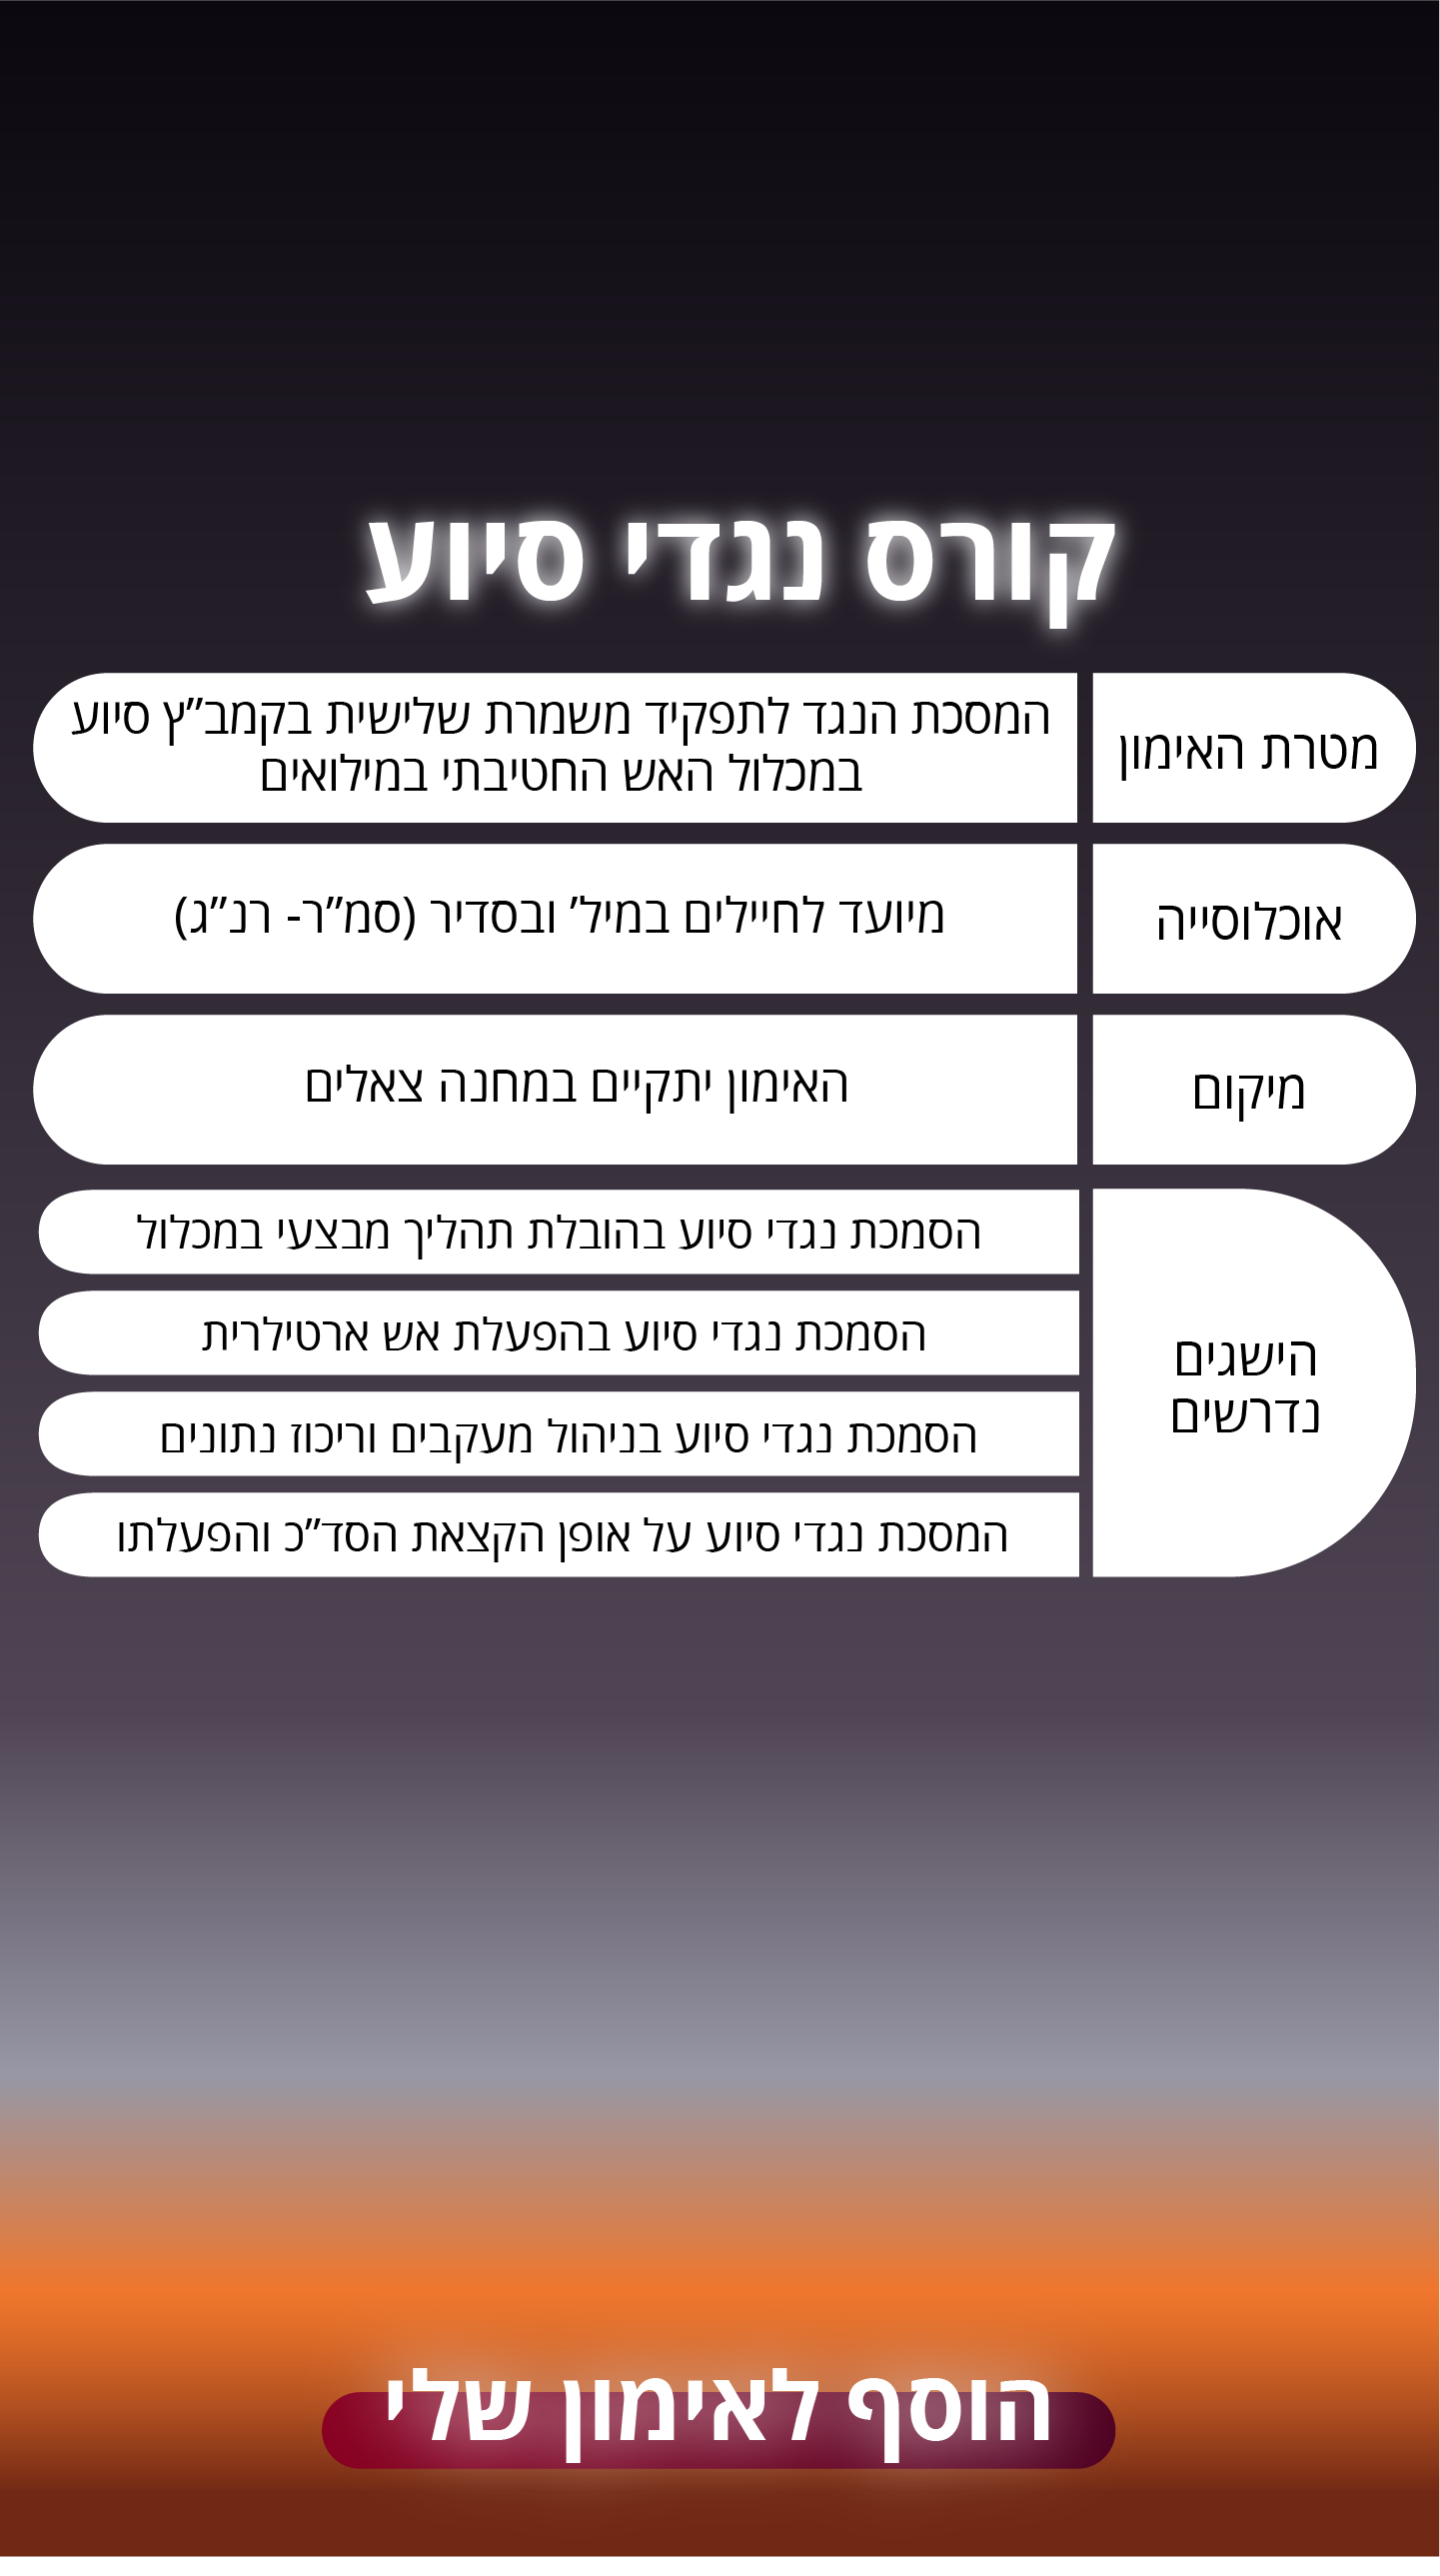 קורס נגדי סיוע
מטרת האימון
המסכת הנגד לתפקיד משמרת שלישית בקמב"ץ סיוע
במכלול האש החטיבתי במילואים
אוכלוסייה
מיועד לחיילים במיל' ובסדיר (סמ"ר- רנ"ג)
מיקום
האימון יתקיים במחנה צאלים
הישגים
נדרשים
הסמכת נגדי סיוע בהובלת תהליך מבצעי במכלול
הסמכת נגדי סיוע בהפעלת אש ארטילרית
הסמכת נגדי סיוע בניהול מעקבים וריכוז נתונים
המסכת נגדי סיוע על אופן הקצאת הסד"כ והפעלתו
הוסף לאימון שלי